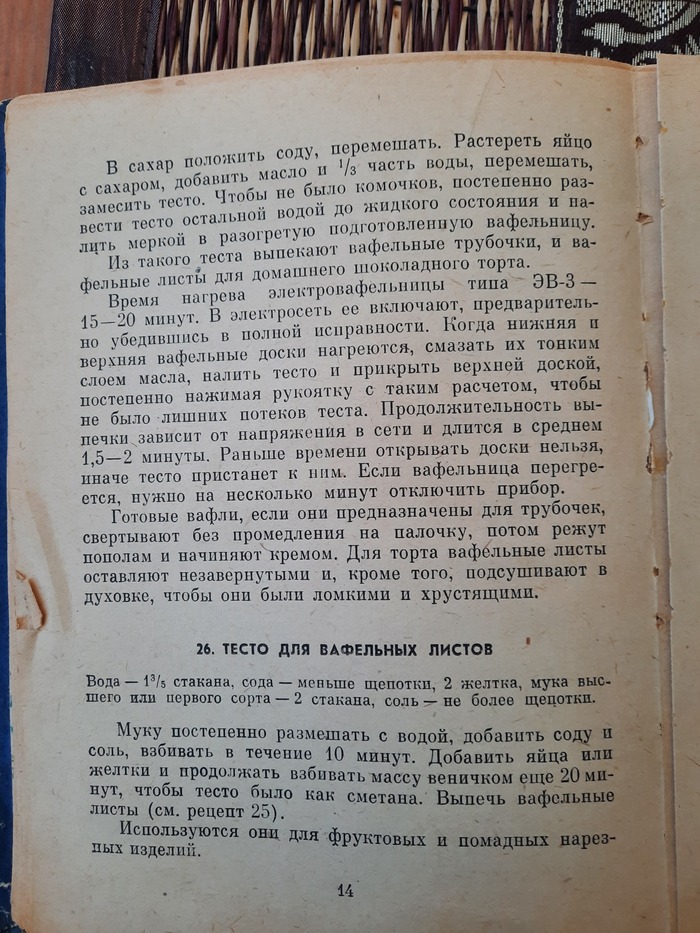 В сахар положить соду, перемешать. Растереть яйцо
с сахаром, добавить масло и 1/3 часть воды, перемешать,
замесить тесто. Чтобы не было комочков, постепенно раз-
вести тесто остальной водой до жидкого состояния и на-
лить меркой в разогретую подготовленную вафельницу.
Из такого теста выпекают вафельные трубочки, и ва-
фельные листы для домашнего шоколадного торта.
Время нагрева электровафельницы типа ЭВ-3 —
15—20 минут. В электросеть ее включают, предваритель-
но убедившись в полной исправности. Когда нижняя и
верхняя вафельные доски нагреются, смазать их тонким
слоем масла, налить тесто и прикрыть верхней доской,
постепенно нажимая рукоятку с таким расчетом, чтобы
не было лишних потеков теста. Продолжительность вы-
печки зависит от напряжения в сети и длится в среднем
1,5—2 минуты. Раньше времени открывать доски нельзя,
иначе тесто пристанет к ним. Если вафельница перегре-
ется, нужно на несколько минут отключить прибор.
Готовые вафли, если они предназначены для трубочек,
свертывают без промедления на палочку, потом режут
пополам и начиняют кремом. Для торта вафельные листы
оставляют незавернутыми и, кроме того, подсушивают в
духовке, чтобы они были ломкими и хрустящими.
26. ТЕСТО ДЛЯ ВАФЕЛЬНЫХ ЛИСТОВ
Вода — 1 3/5 стакана, сода — меньше щепотки, 2 желтка, мука выс-
шего или первого сорта — 2 стакана, соль — не более щепотки.
Муку постепенно размешать с водой, добавить соду и
соль, взбивать в течение 10 минут. Добавить яйца или
желтки и продолжать взбивать массу веничком еще 20 ми-
нут, чтобы тесто было как сметана. Выпечь вафельные
листы (см. рецепт 25).
Используются они для фруктовых и помадных нарез-
ных изделий.
14